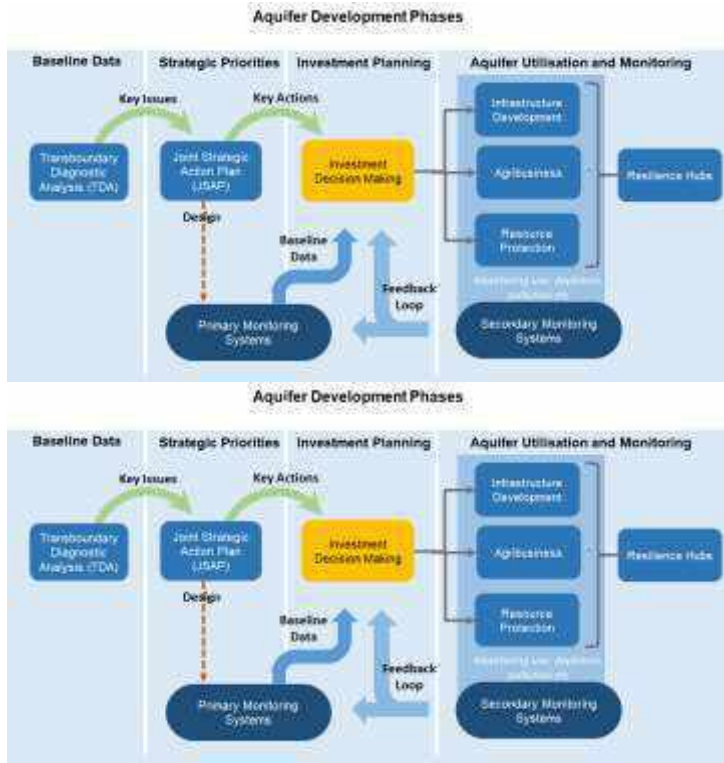 Aquifer Development Phases
Baseline Data
Strategic Priorities
Investment Planning
Aquifer Utilisation and Monitoring
Key Issues
Key Actions
Infrastructure
Development
Transboundary
Diagnostic
Analysis (TDA)
Joint Strategic
Action Plan
(JSAP)
Investment
Decision Making
Agribusiness
Resilience Hubs
Design
Baseline
Data
Resource
Protection
Feedback
Loop
Primary Monitoring
Systems
Secondary Monitoring
Systems
Aquifer Development Phases
Baseline Data
Strategic Priorities
Investment Planning
Aquifer Utilisation and Monitoring
Key Issues
Key Actions
Infrastructure
Development
Transboundary
Diagnostic
Analysis (TDA)
Joint Strategic
Action Plan
(JSAP)
Investment
Decision Making
Agribusiness
Resilience Hubs
Design
Baseline
Data
Resource
Protection
Feedback
Loop
Primary Monitoring
Systems
Secondary Monitoring
Systems